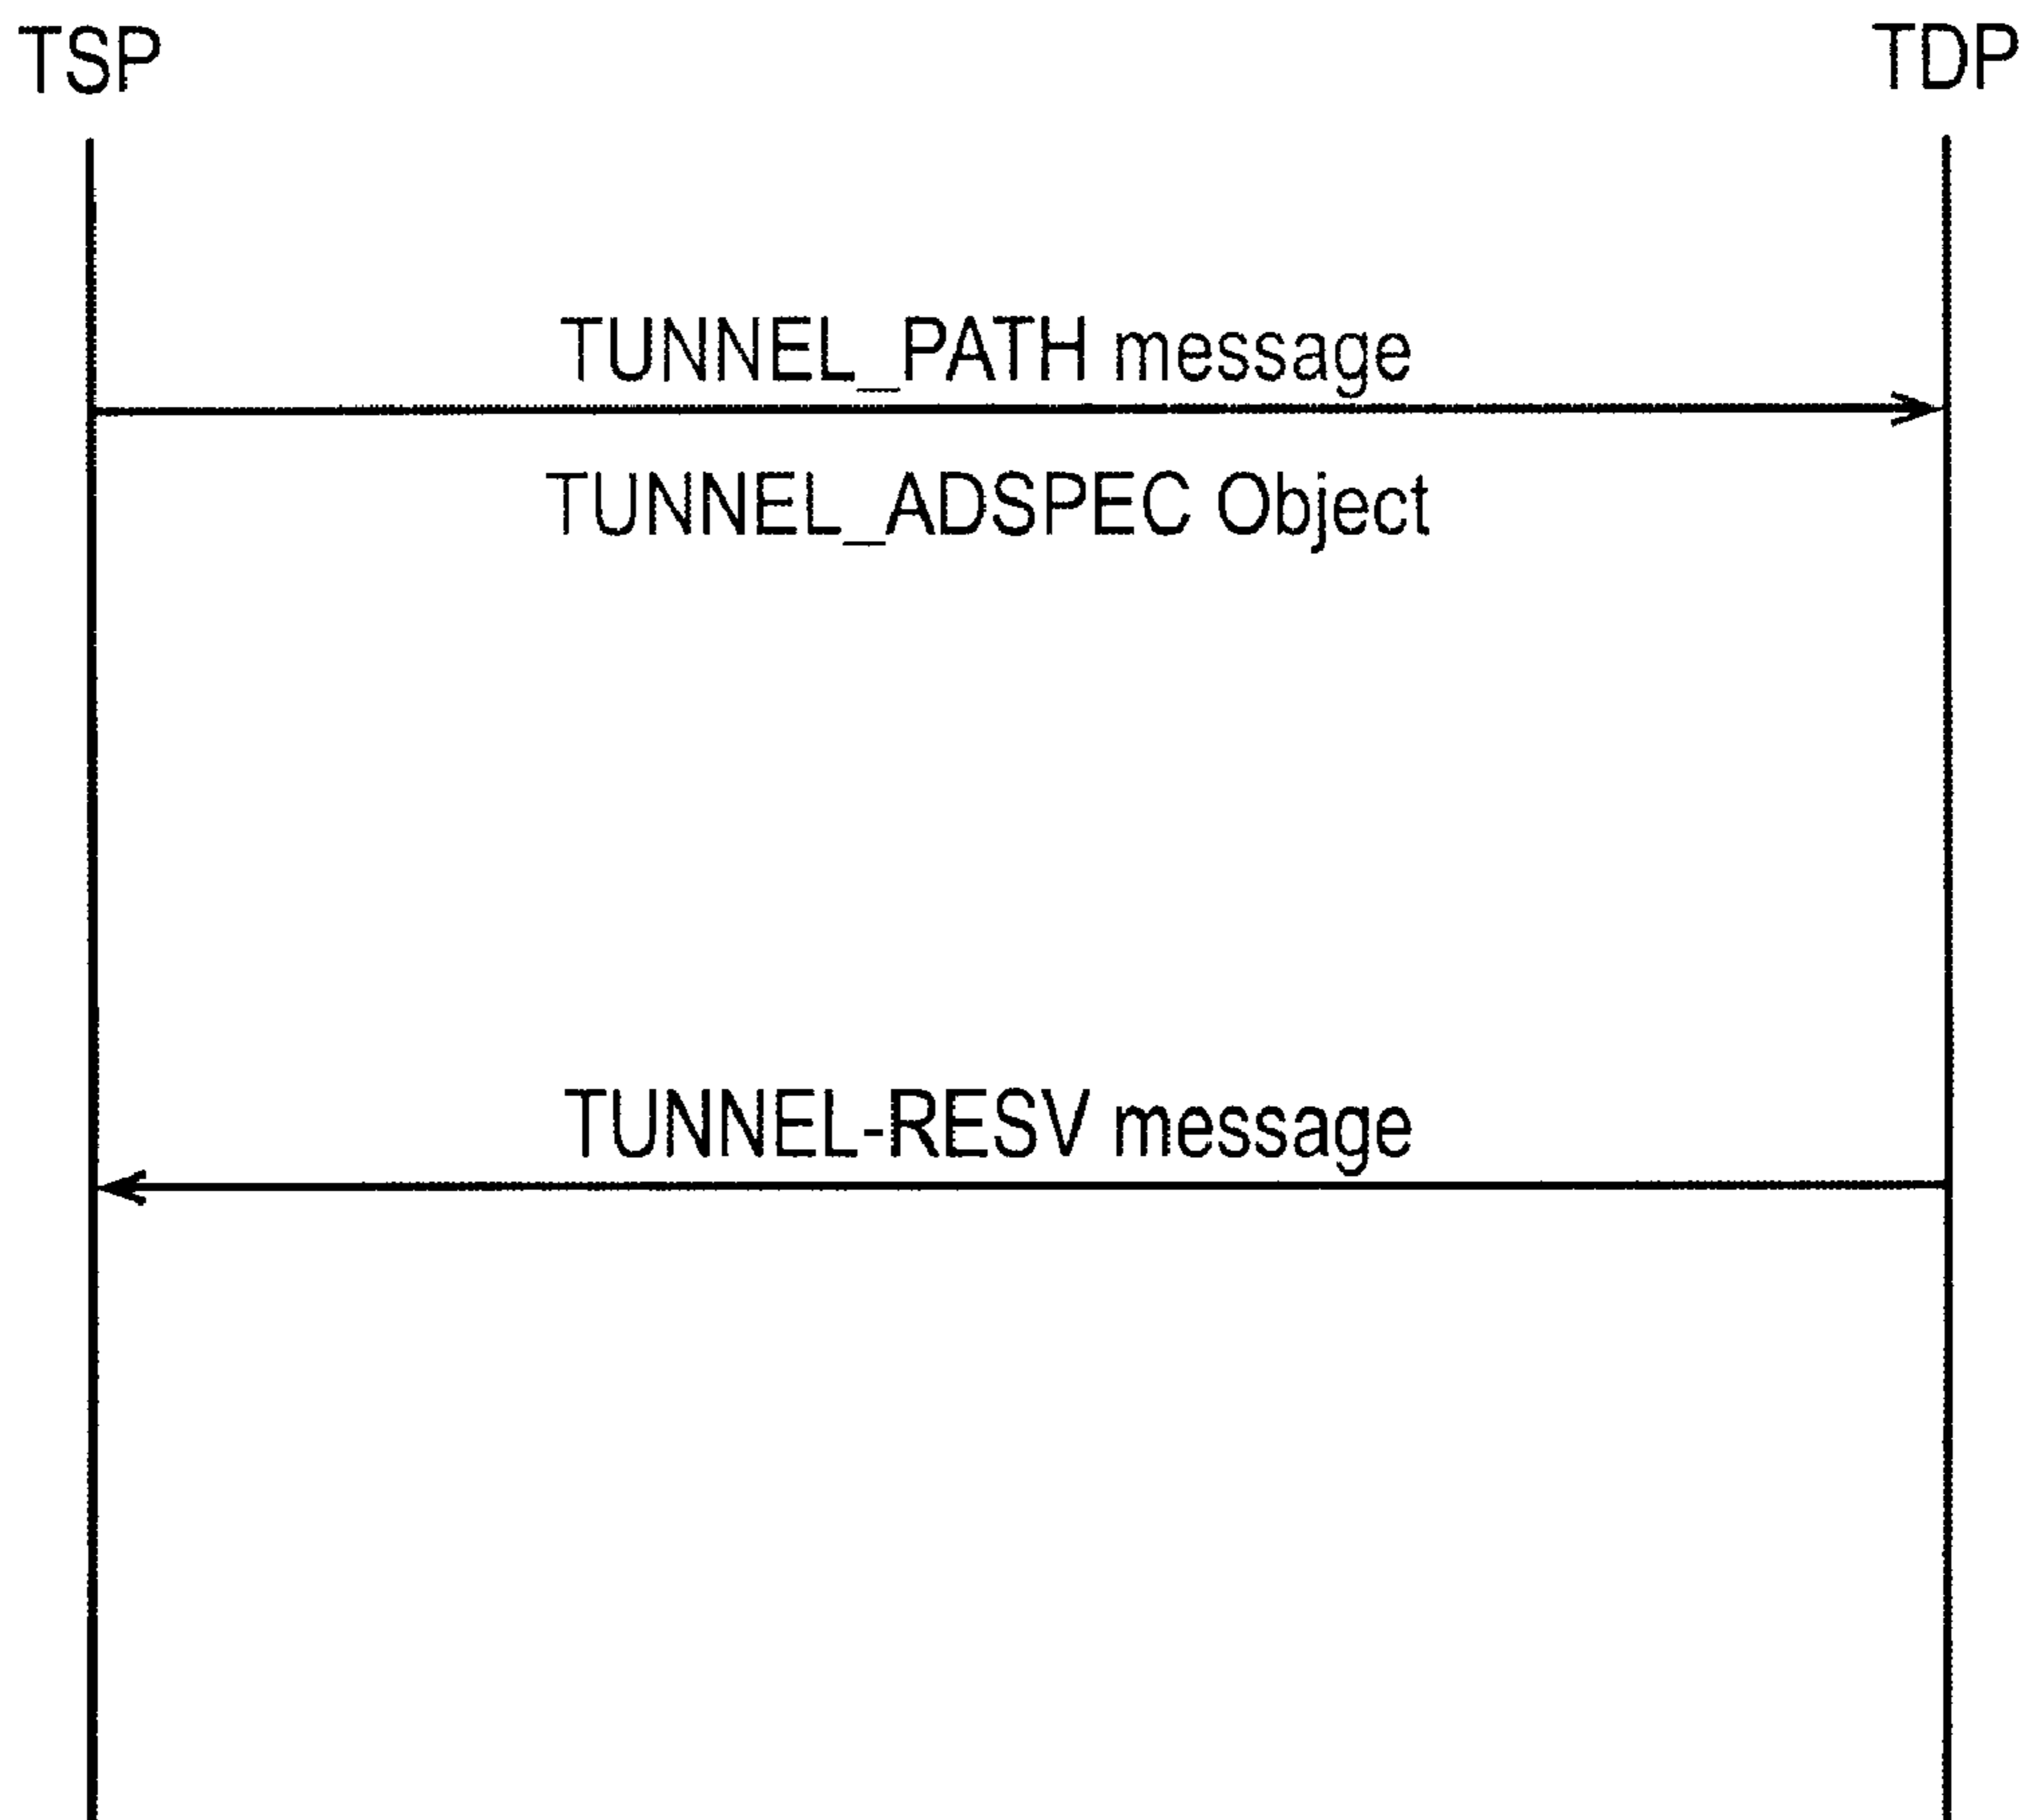 TSP TDP
TUNNEL_PATH message
TUNNEL_ADSPEC Object
TUNNEL-RESV message